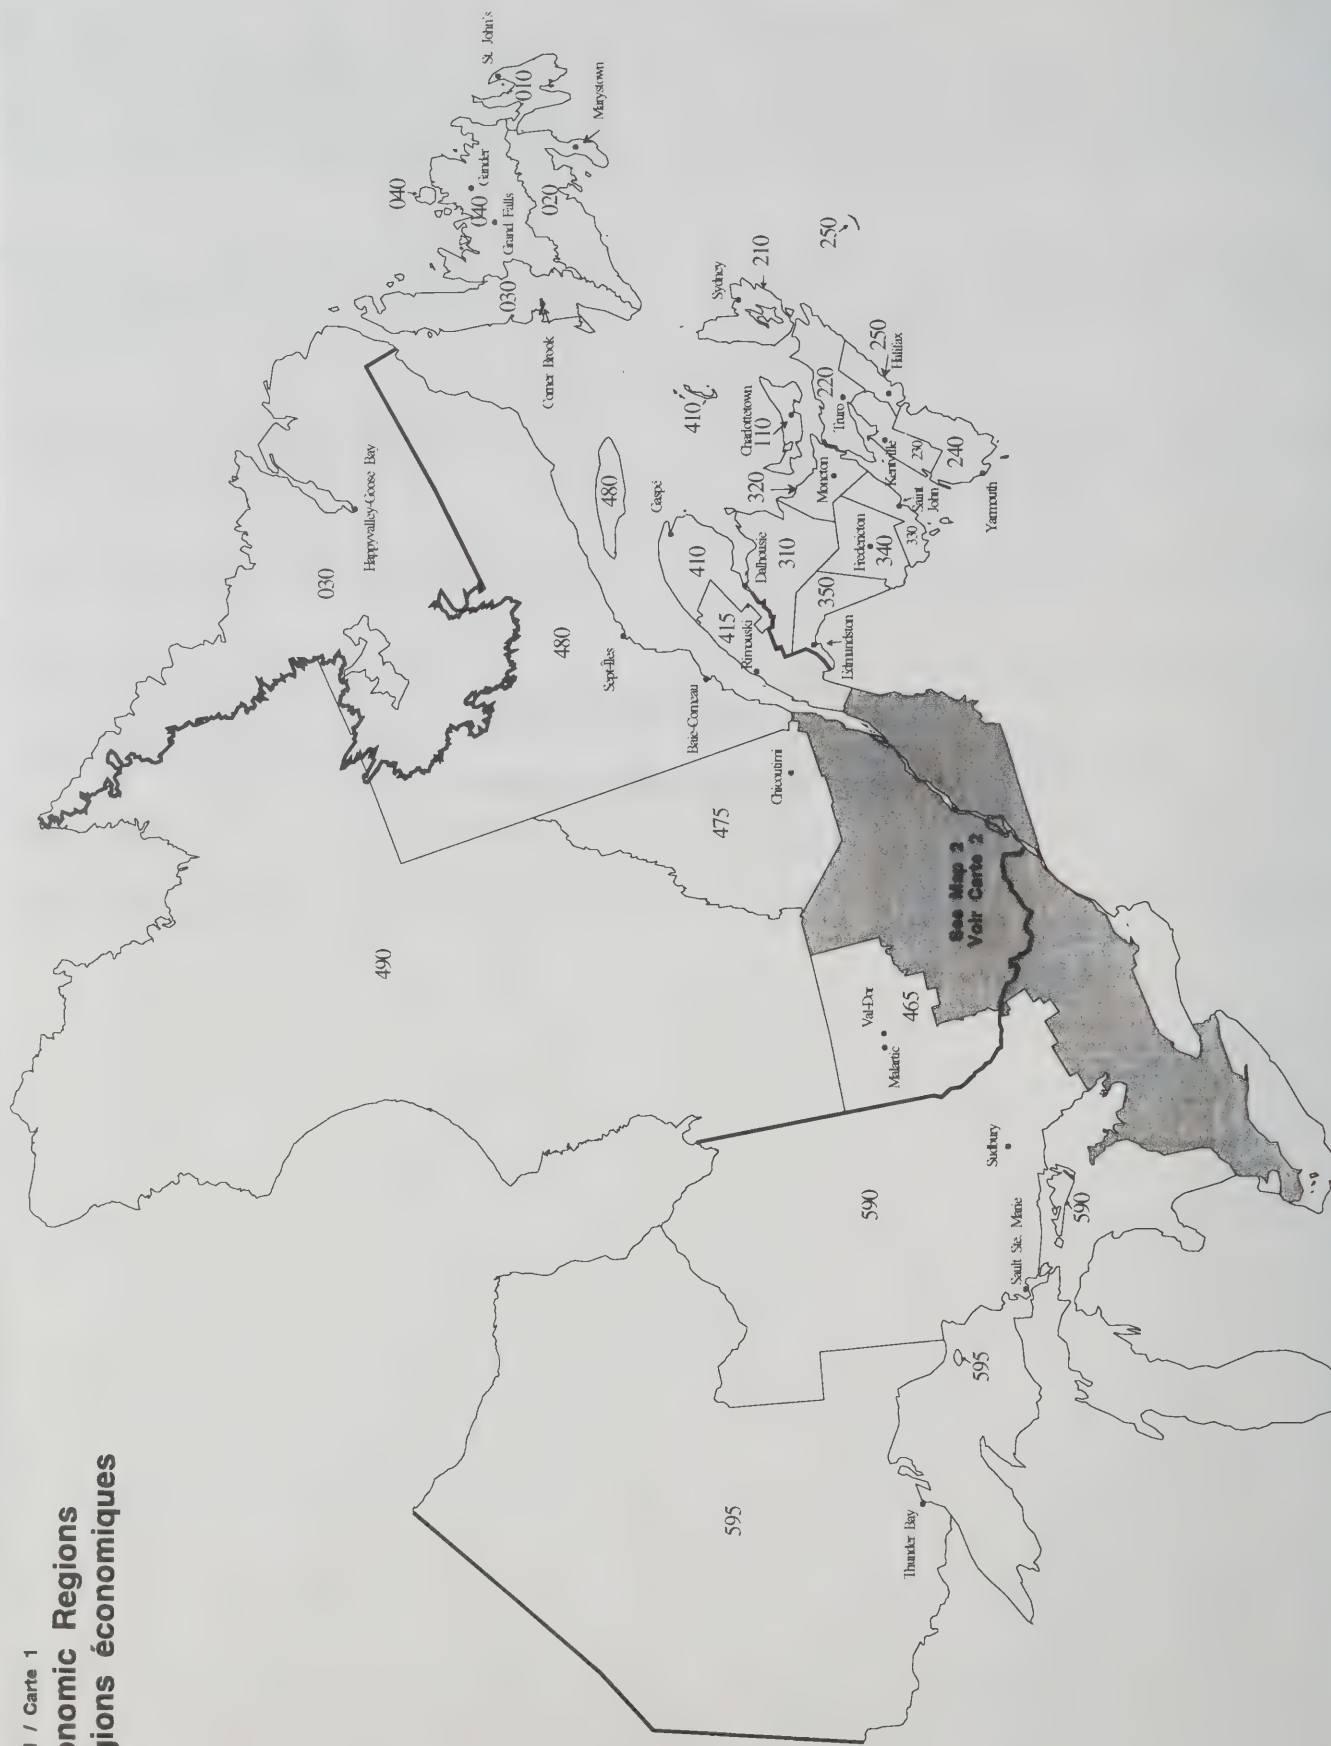 / Carte 1
onomic Regions
gions économiques
St. John's
010
Marystown
040
Gander
040
Grand Falls
020
030
Corner Brook
250
210
Sydney
Happyvalley-Goose Bay
030
410
Charlottetown
110
220
Truro
250
Halifax
480
Gaspé
320
Moncton
Kentville
230
240
Yarmouth
Saint
John
330
410
Dalhousie
310
Fredericton
340
350
415
Rimouski
Edmundston
480
Sept-Îles
Baie-Comeau
Chicoutimi
475
See Map 2
Voir Carte 2
490
Val-Dor
465
Malartic
Sudbury
590
Sault Ste. Marie
590
595
595
Thunder Bay